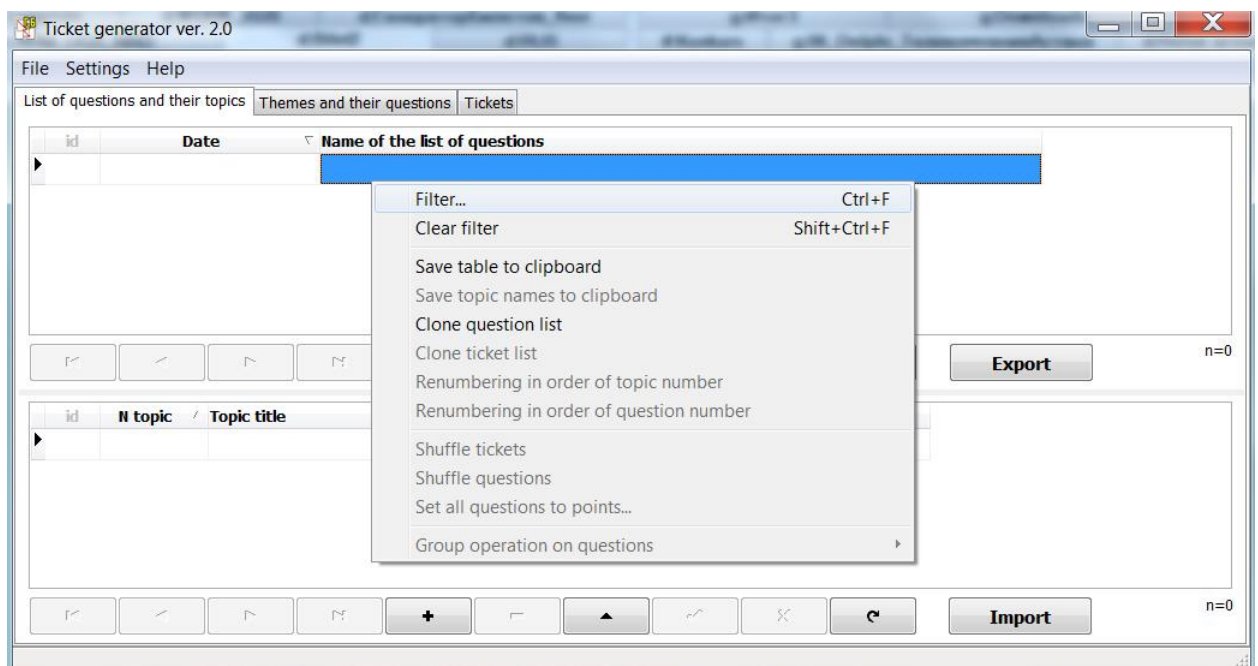 Ticket generator ver. 2.0
File Settings Help
List of questions and their topics Themes and their questions Tickets
id Date Name of the list of questions
Filter... Ctrl+F
Clear filter Shift+Ctrl+F
Save table to clipboard
Save topic names to clipboard
Clone question list
Clone ticket list
Renumbering in order of topic number
Renumbering in order of question number
Shuffle tickets
Shuffle questions
Set all questions to points...
Group operation on questions
Export n=0
id N topic Topic title
Import n=0